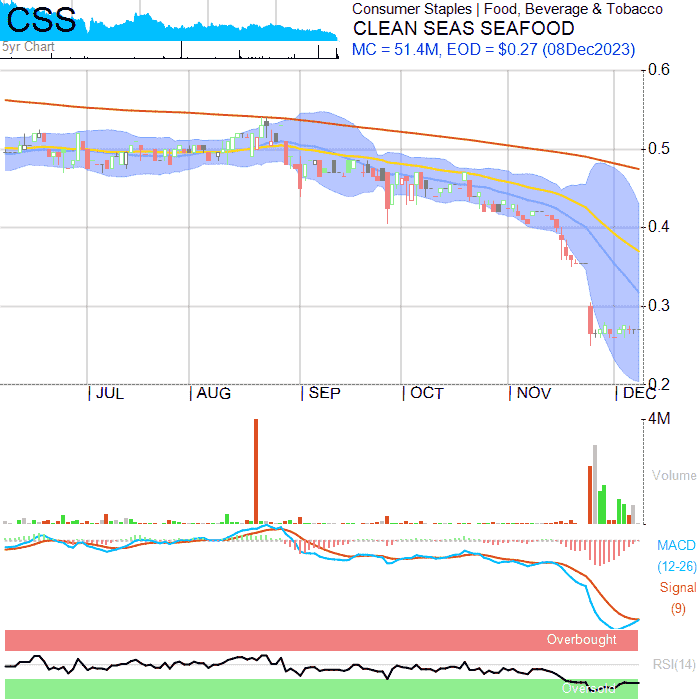 CSS
5yr Chart
Consumer Staples | Food, Beverage & Tobacco
CLEAN SEAS SEAFOOD
MC = 51.4M, EOD = $0.27 (08Dec2023)
0.6
0.5
0.4
0.3
0.2
JUL
AUG
SEP
OCT
NOV
DEC
4M
Volume
MACD
(12-26)
Signal
(9)
Overbought
RSI(14)
Oversold